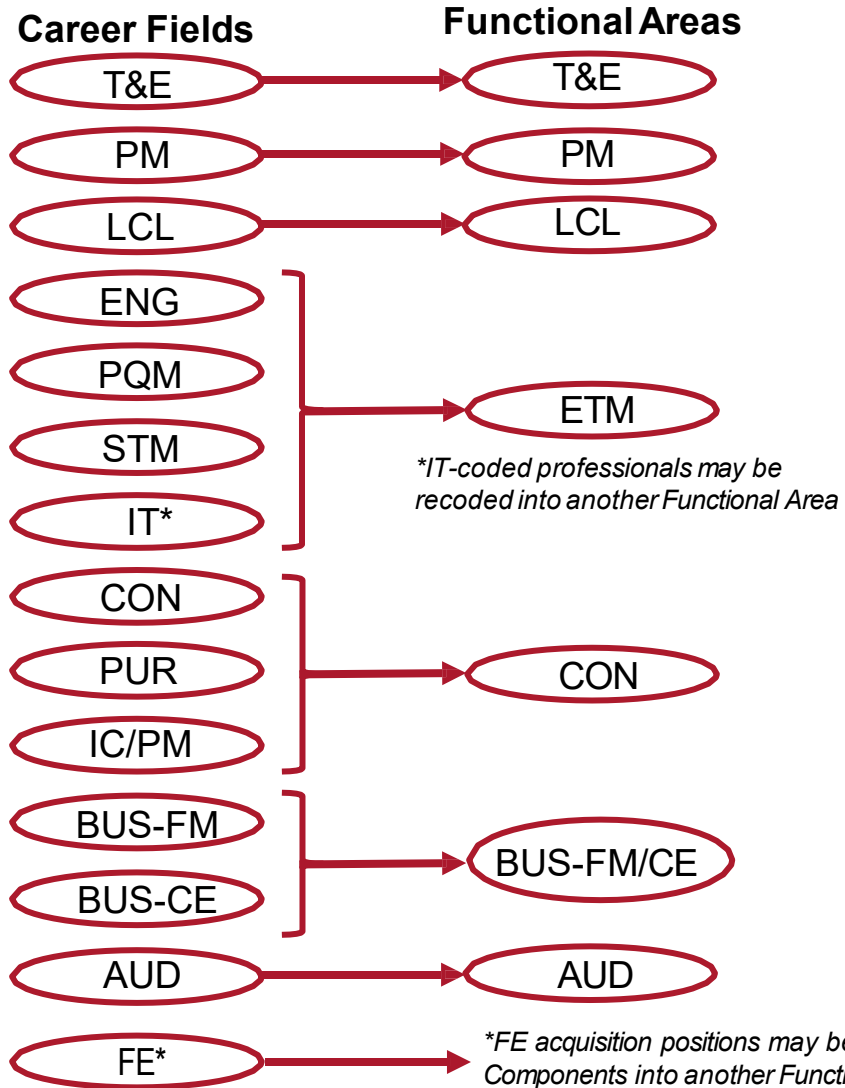 Career Fields
Functional Areas
T&E
T&E
PM
PM
LCL
LCL
ENG
PQM
STM
IT*
ETM
*IT-coded professionals may be
recoded into another Functional Area
CON
PUR
IC/PM
CON
BUS-FM
BUS-CE
BUS-FM/CE
AUD
AUD
FE*
*FE acquisition positions may be
Components into another Functi